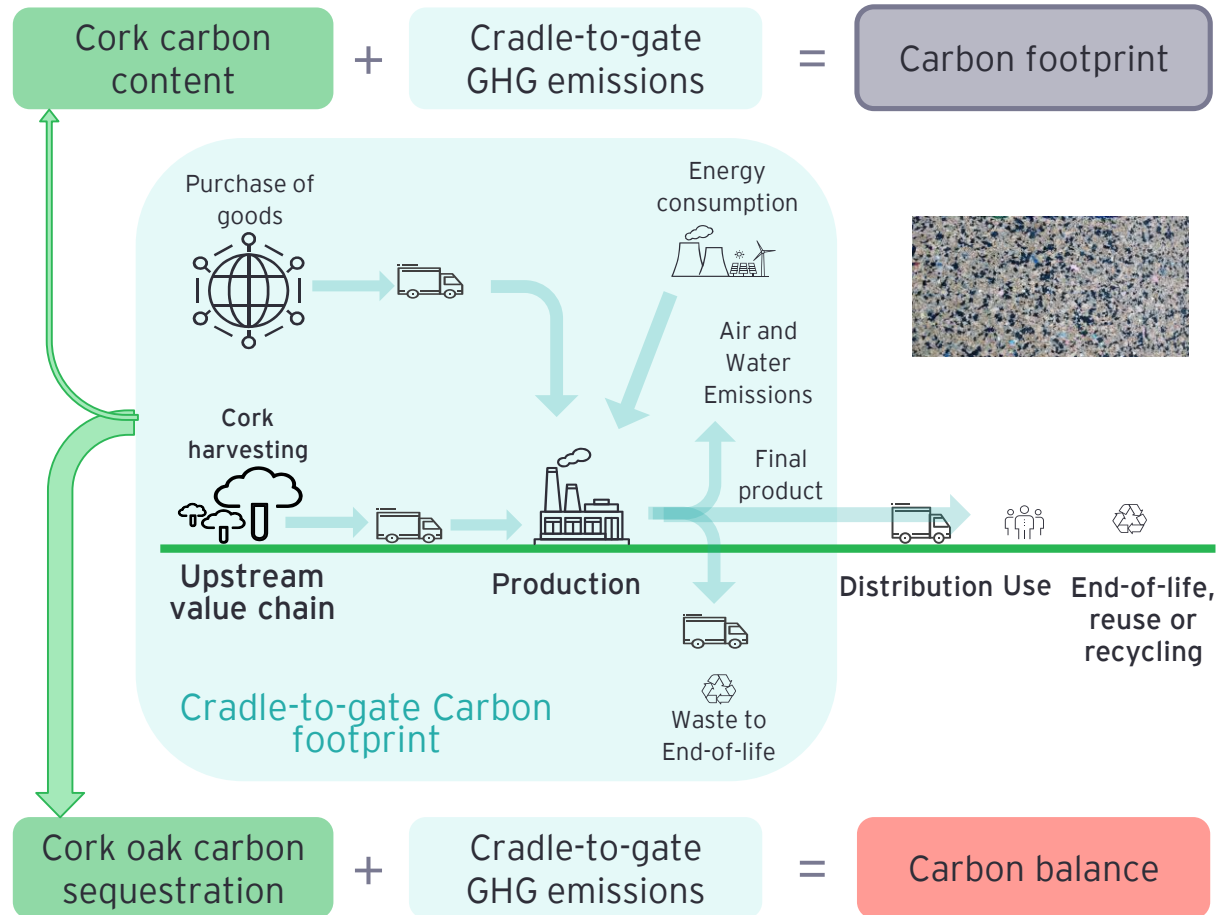 Cork carbon
content
+
Cradle-to-gate
GHG emissions
=
Carbon footprint
Purchase of
goods
Energy
consumption
Air and
Water
Emissions
Cork
harvesting
Final
product
Upstream
value chain
Production
Distribution
Use
End-of-life,
reuse or
recycling
Cradle-to-gate Carbon
footprint
Waste to
End-of-life
Cork oak carbon
sequestration
+
Cradle-to-gate
GHG emissions
=
Carbon balance